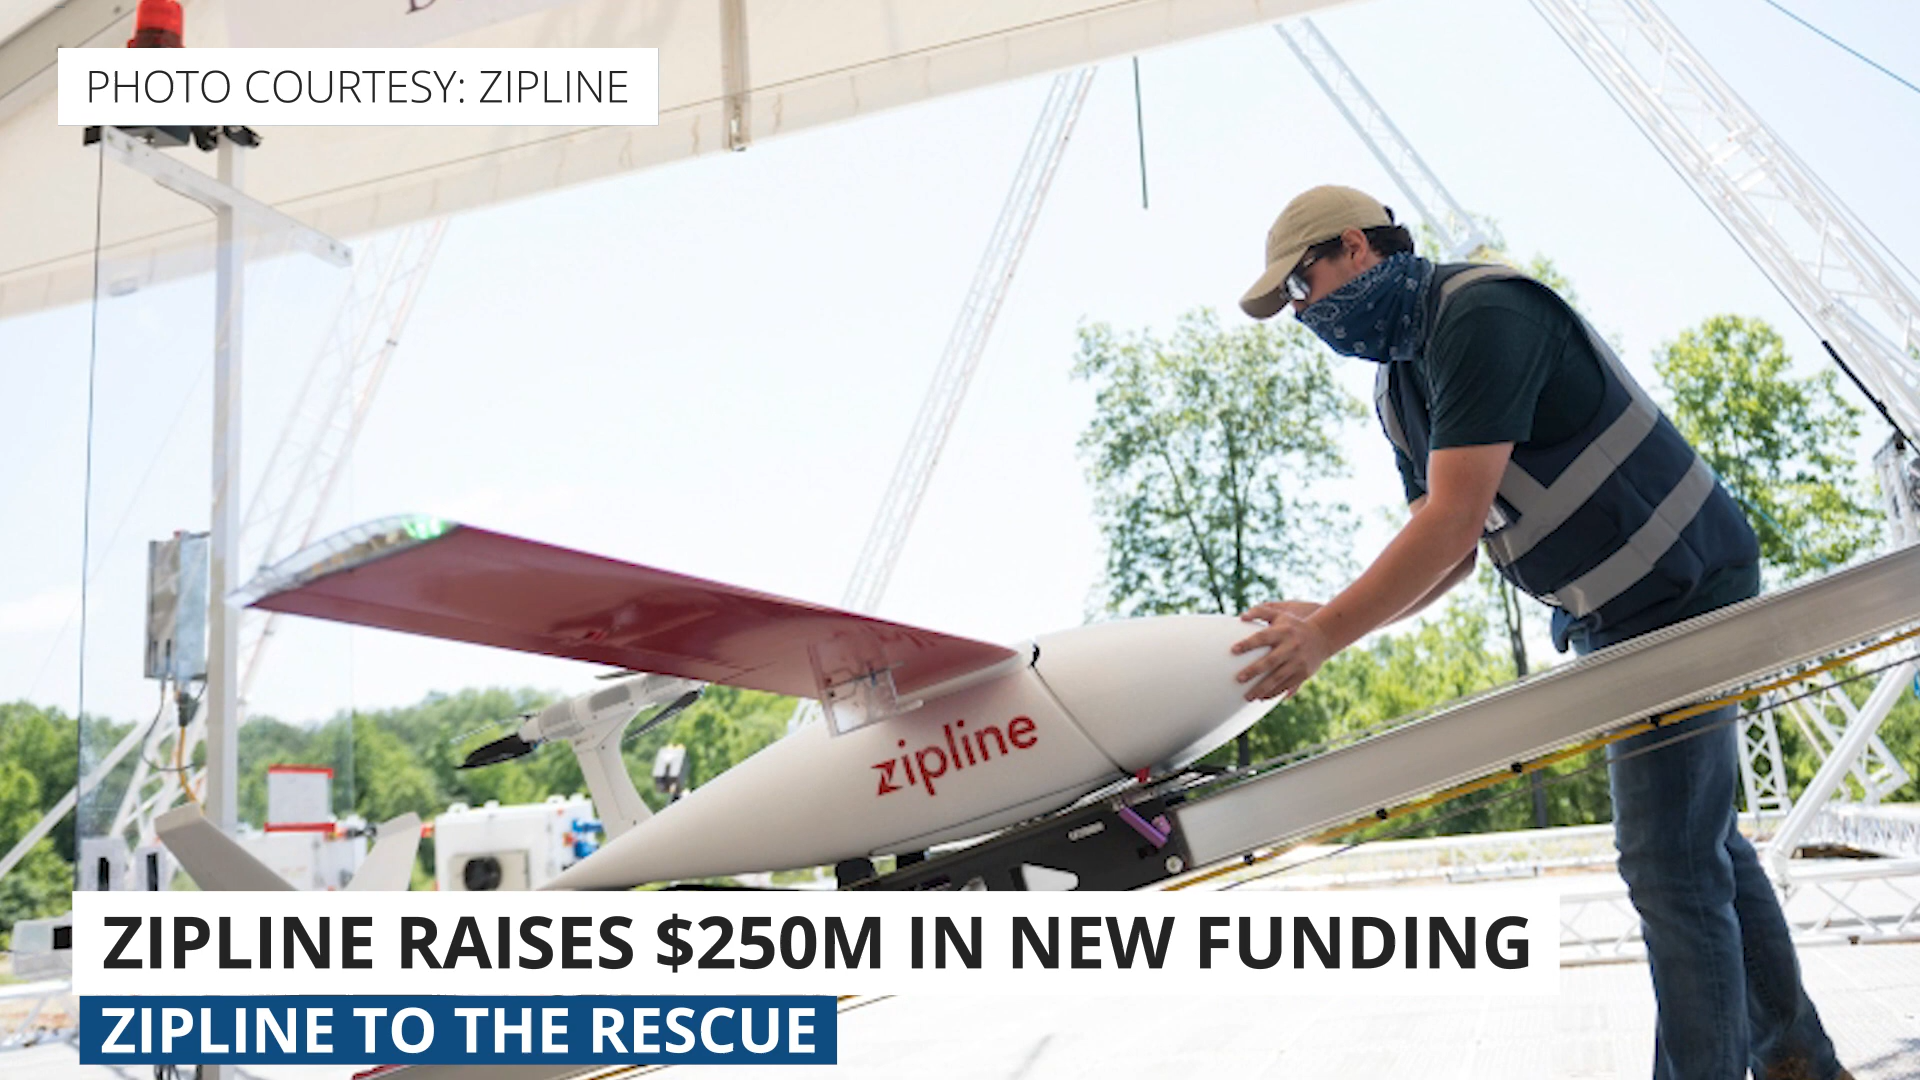 PHOTO COURTESY: ZIPLINE
zipline
ZIPLINE RAISES $250M IN NEW FUNDING
ZIPLINE TO THE RESCUE